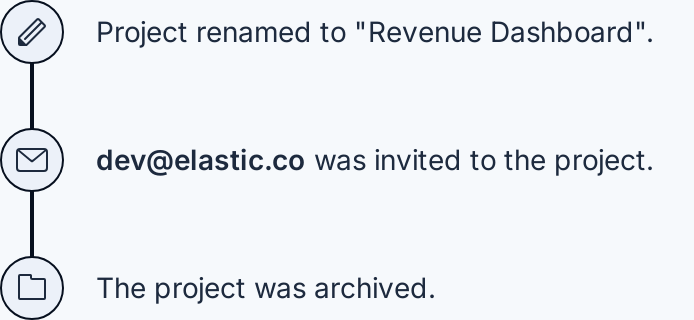 Project renamed to "Revenue Dashboard".
dev@elastic.co was invited to the project.
The project was archived.